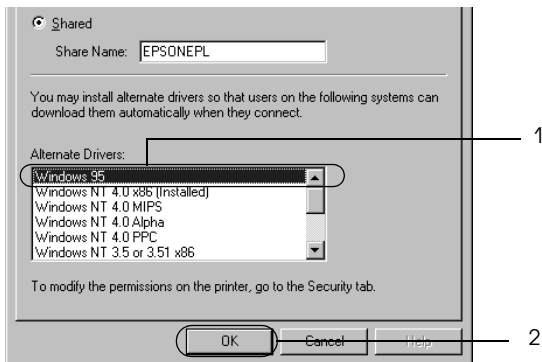 Shared
Share Name: EPSONEPL
You may install alternate drivers so that users on the following systems can
download them automatically when they connect.
1
Alternate Drivers:
Windows 95
Windows NT 4.0 x86 (Installed)
Windows NT 4.0 MIPS
Windows NT 4.0 Alpha
Windows NT 4.0 PPC
Windows NT 3.5 or 3.51 x86
To modify the permissions on the printer, go to the Security tab.
OK Cancel Help 2